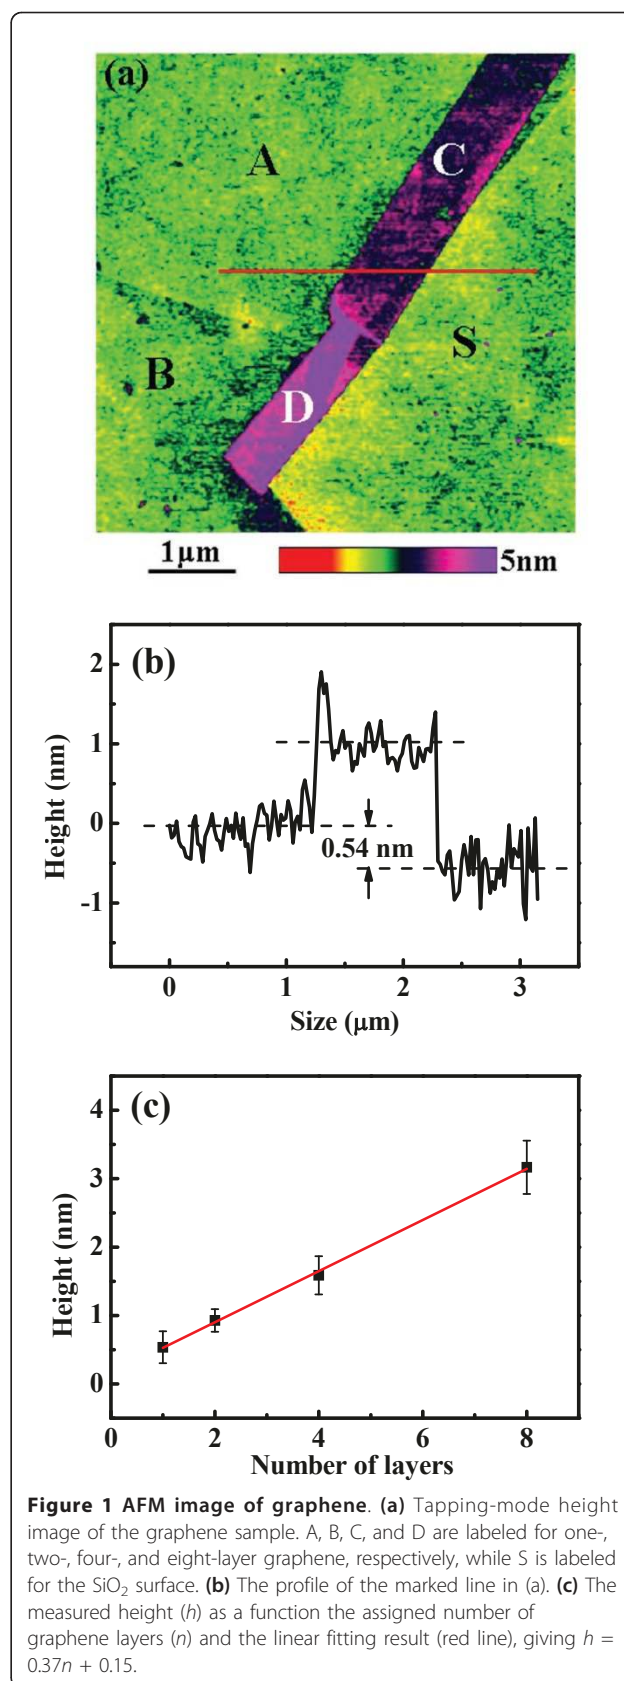 (a)
A
C
B
S
D
1μm
5nm
(b)
2
1
0
-1
Height (nm)
0.54 nm
0 1 2 3
Size (μm)
(c)
4
3
2
1
0
Height (nm)
0 2 4 6 8
Number of layers
Figure 1 AFM image of graphene. (a) Tapping-mode height
image of the graphene sample. A, B, C, and D are labeled for one-,
two-, four-, and eight-layer graphene, respectively, while S is labeled
for the SiO₂ surface. (b) The profile of the marked line in (a). (c) The
measured height (h) as a function the assigned number of
graphene layers (n) and the linear fitting result (red line), giving h =
0.37n + 0.15.